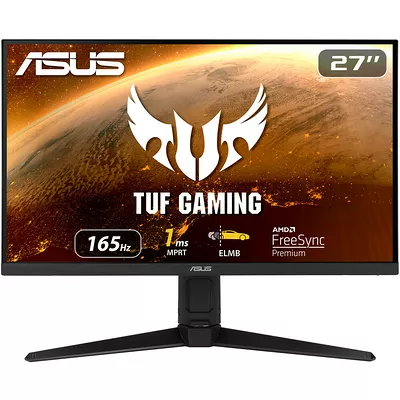 ASUS
27″
TUF GAMING
165Hz
1ms
MPRT
ELMB
AMD
FreeSync
Premium
ASUS